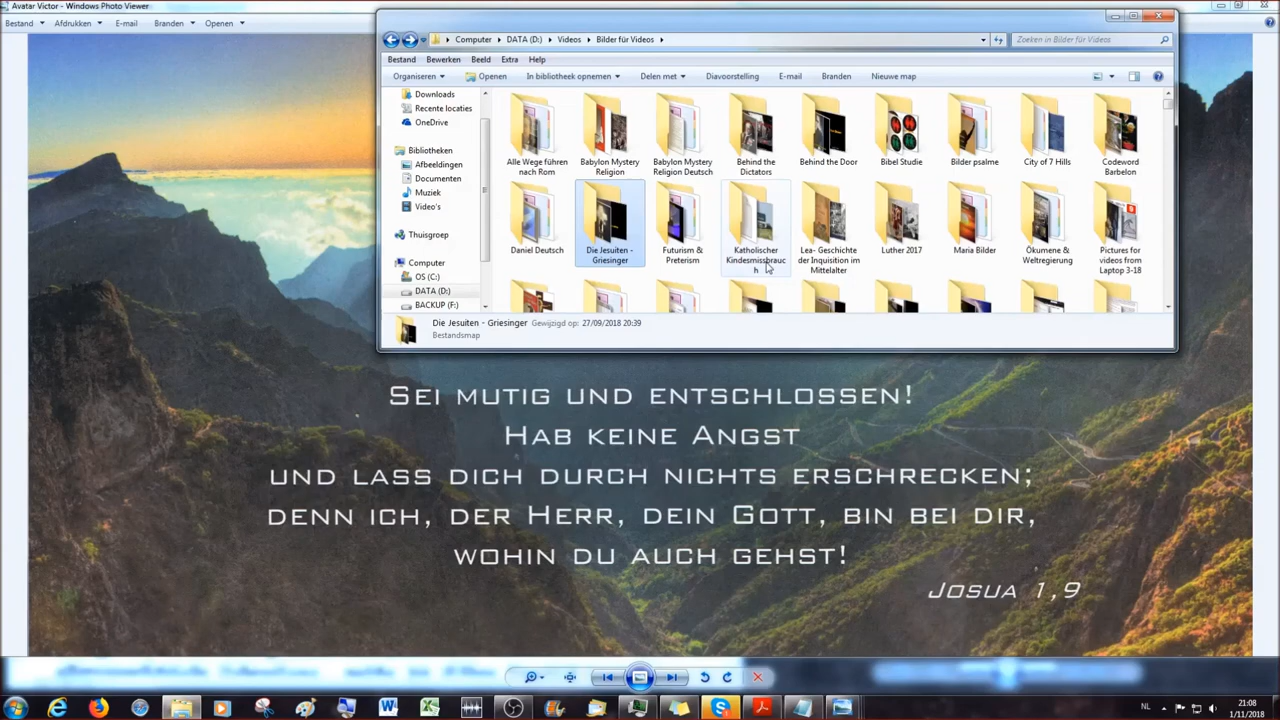 Avatar Victor - Windows Photo Viewer
Bestand Afdrukken E-mail Branden Openen
Computer DATA (D:) Videos Bilder für Videos
Zoeken in Bilder für Videos
Bestand Bewerken Beeld Extra Help
Organiseren Openen In bibliotheek opnemen Delen met Diavoorstelling E-mail Branden Nieuwe map
Downloads
Recente locaties
OneDrive
Bibliotheken
Afbeeldingen
Documenten
Muziek
Video's
Thuisgroep
Computer
OS (C:)
DATA (D:)
BACKUP (F:)
Alle Wege führen
nach Rom
Babylon Mystery
Religion
Babylon Mystery
Religion Deutsch
Behind the
Dictators
Behind the Door
Bibel Studie
Bilder psalme
City of 7 Hills
Codeword
Barbelon
Daniel Deutsch
Die Jesuiten -
Griesinger
Futurism &
Preterism
Katholischer
Kindesmissbrauc
h
Lea- Geschichte
der Inquisition im
Mittelalter
Luther 2017
Maria Bilder
Ökumene &
Weltregierung
Pictures for
videos from
Laptop 3-18
Die Jesuiten - Griesinger Gewijzigd op: 27/09/2018 20:39
Bestandsmap
Sei mutig und entschlossen!
Hab keine Angst
und lass dich durch nichts erschrecken;
denn ich, der Herr, dein Gott, bin bei dir,
wohin du auch gehst!
Josua 1,9
NL
21:08
1/11/2018